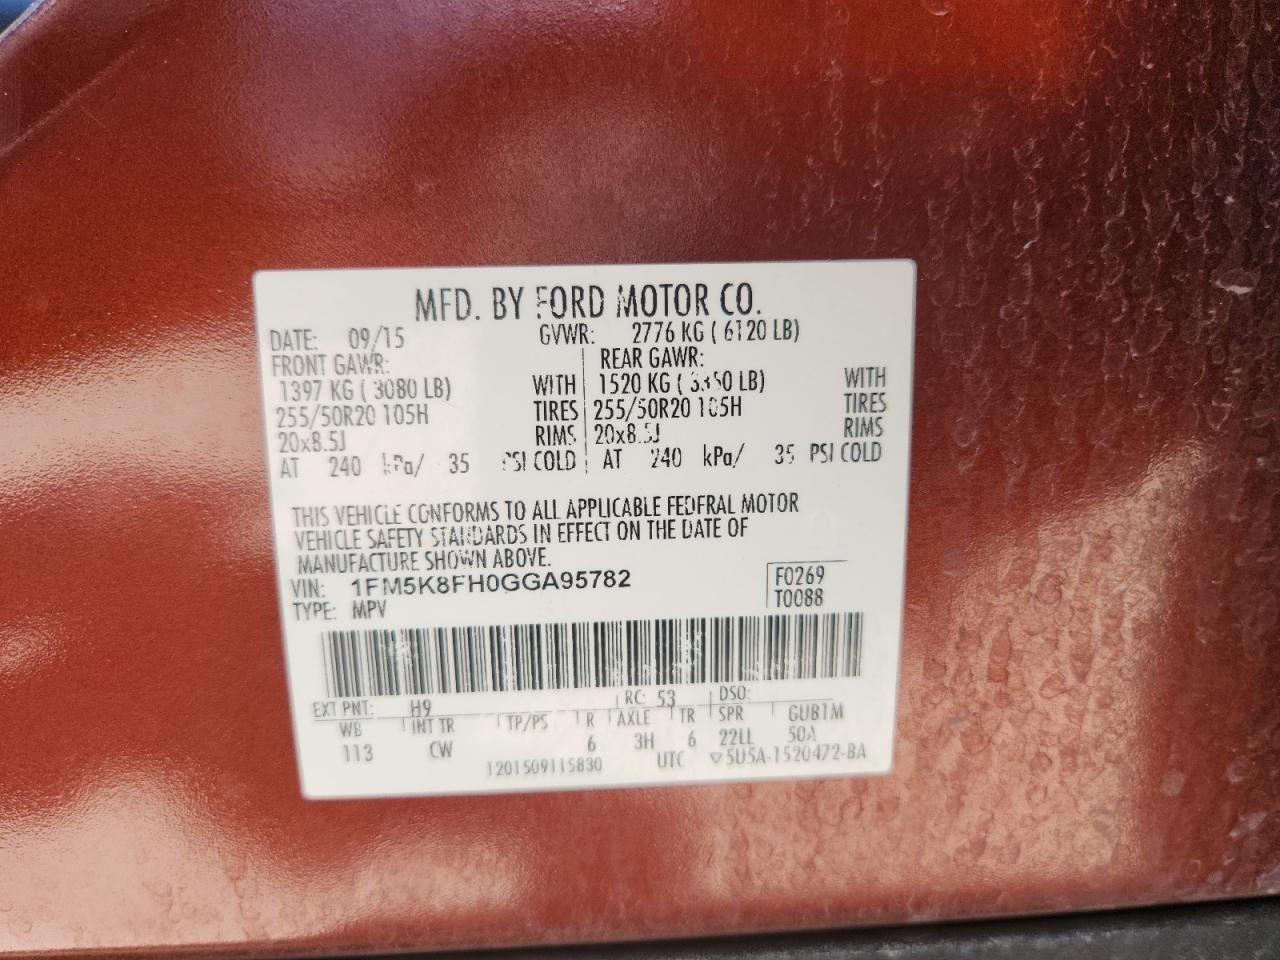 MFD. BY FORD MOTOR CO.
DATE: 09/15 GVWR: 2776 KG ( 6120 LB)
FRONT GAWR: REAR GAWR:
1397 KG ( 3080 LB) WITH 1520 KG ( 3350 LB) WITH
255/50R20 105H TIRES 255/50R20 105H TIRES
20x8.5J RIMS 20x8.5J RIMS
AT 240 kPa/ 35 PSI COLD AT 240 kPa/ 35 PSI COLD
THIS VEHICLE CONFORMS TO ALL APPLICABLE FEDERAL MOTOR
VEHICLE SAFETY STANDARDS IN EFFECT ON THE DATE OF
MANUFACTURE SHOWN ABOVE.
VIN: 1FM5K8FH0GGA95782 F0269
TYPE: MPV T0088
EXT PNT: H9 RC: 53 DSO:
WB INT TR TP/PS R AXLE TR SPR GUB1M
113 CW 6 3H 6 22LL 50A
1201509115830 UTC ▽5U5A-1520472-BA